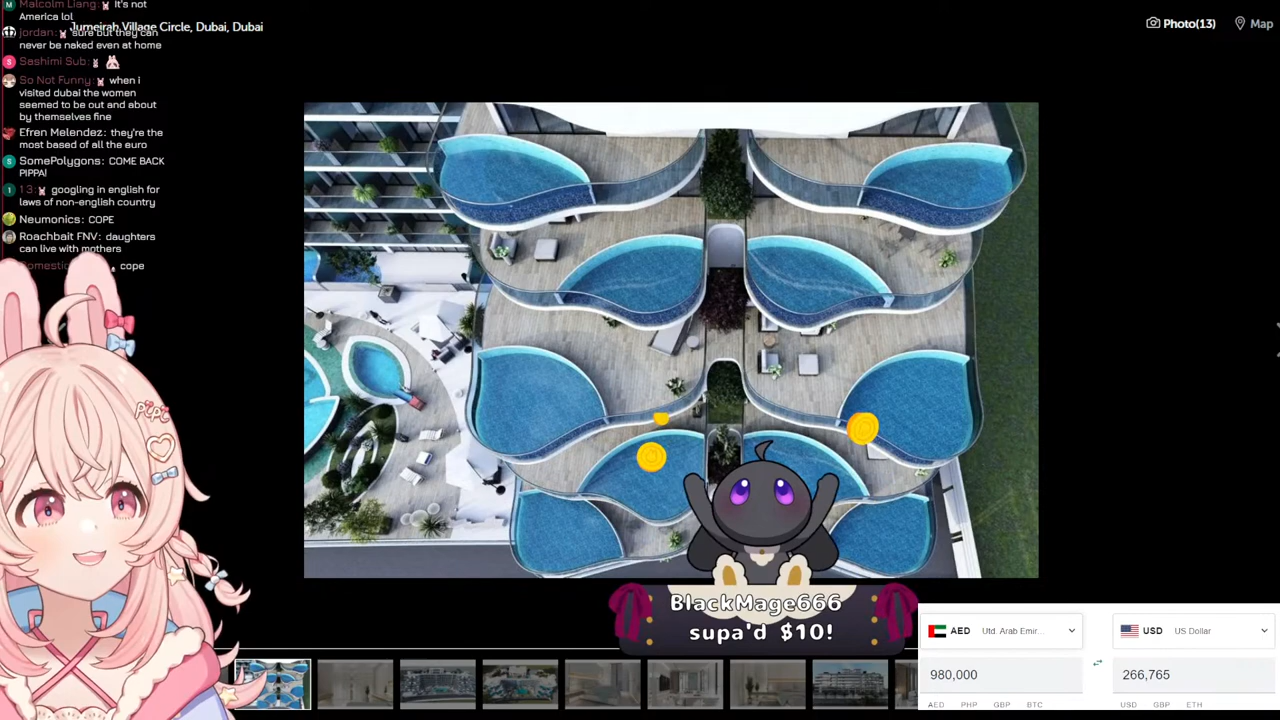 Malcolm Liang: It's not
America lol
jordan: sure but they can
never be naked even at home
Sashimi Sub:
So Not Funny: when i
visited dubai the women
seemed to be out and about
by themselves fine
Efren Melendez: they're the
most based of all the euro
SomePolygons: COME BACK
PIPPA!
1 3: googling in english for
laws of non-english country
Neumonics: COPE
Roachbait FNV: daughters
can live with mothers
cope
Jumeirah Village Circle, Dubai, Dubai
Photo(13)
Map
BlackMage666
supa'd $10!
AED Utd. Arab Emir...
USD US Dollar
980,000
266,765
AED PHP GBP BTC
USD GBP ETH